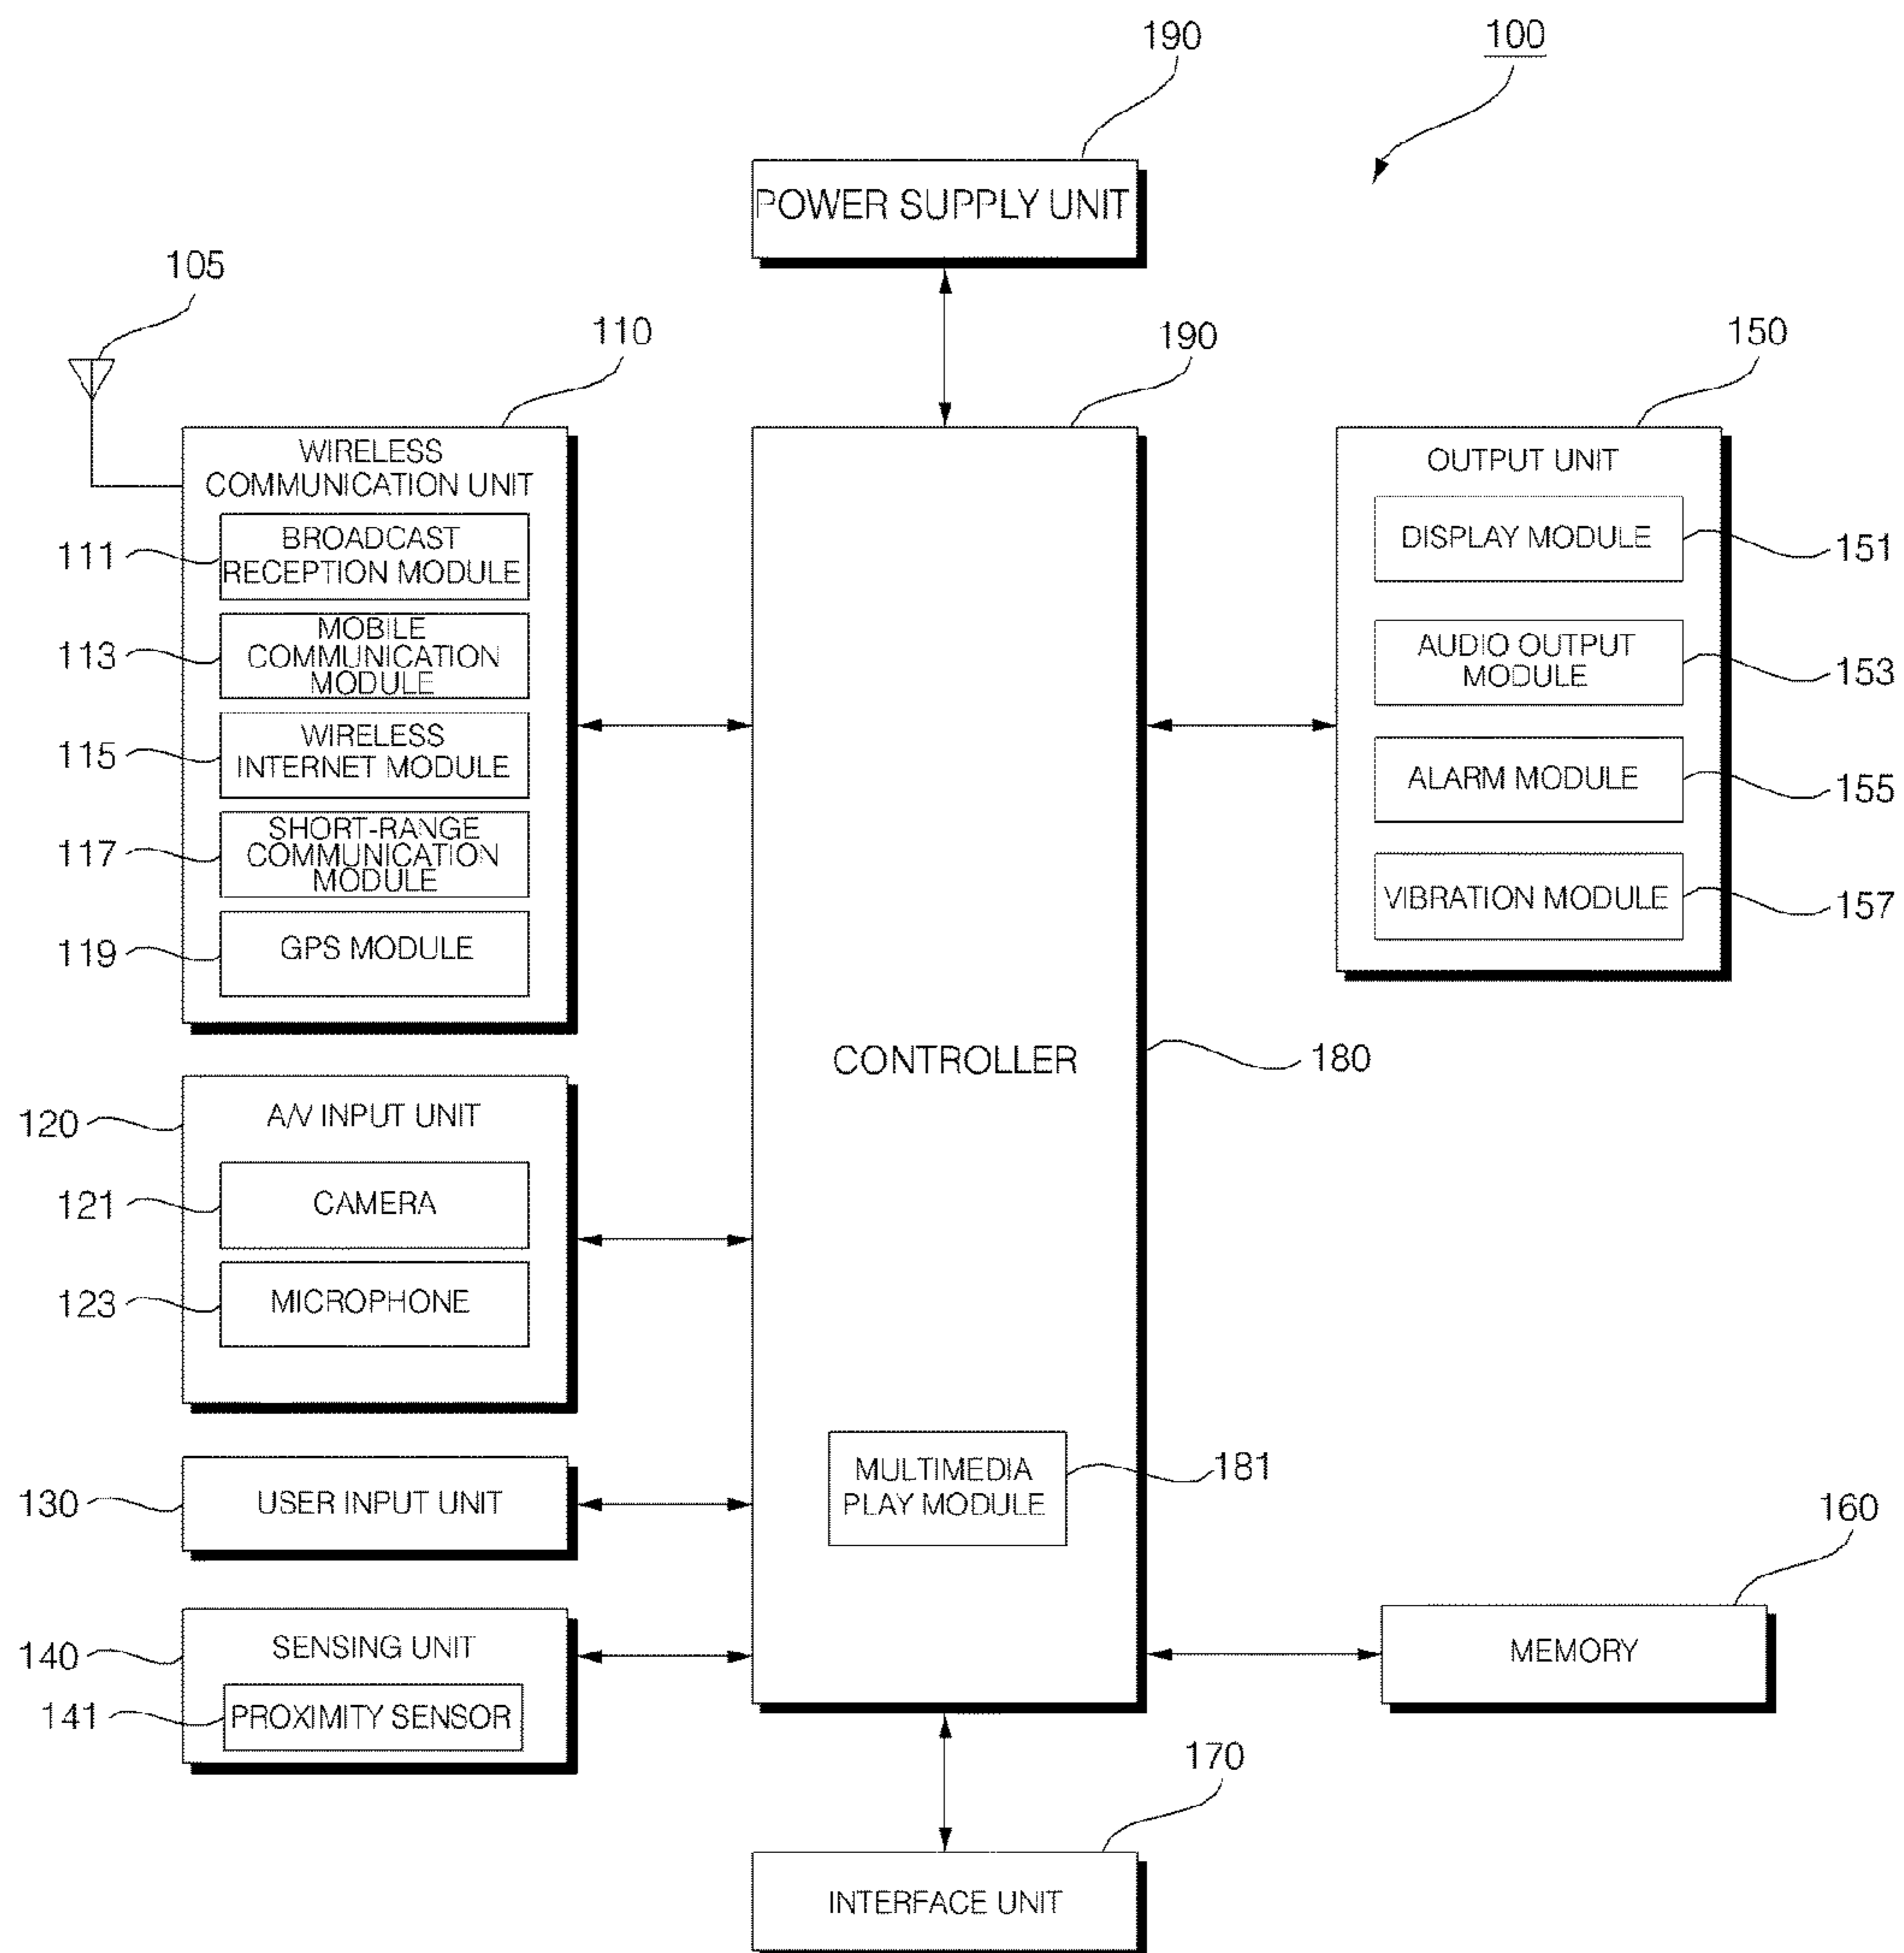 190
100
POWER SUPPLY UNIT
105
110
190
150
WIRELESS
COMMUNICATION UNIT
111
BROADCAST
RECEPTION MODULE
113
MOBILE
COMMUNICATION
MODULE
115
WIRELESS
INTERNET MODULE
117
SHORT-RANGE
COMMUNICATION
MODULE
119
GPS MODULE
OUTPUT UNIT
DISPLAY MODULE
151
AUDIO OUTPUT
MODULE
153
ALARM MODULE
155
VIBRATION MODULE
157
CONTROLLER
180
120
A/V INPUT UNIT
121
CAMERA
123
MICROPHONE
MULTIMEDIA
PLAY MODULE
181
130
USER INPUT UNIT
160
140
SENSING UNIT
141
PROXIMITY SENSOR
MEMORY
170
INTERFACE UNIT